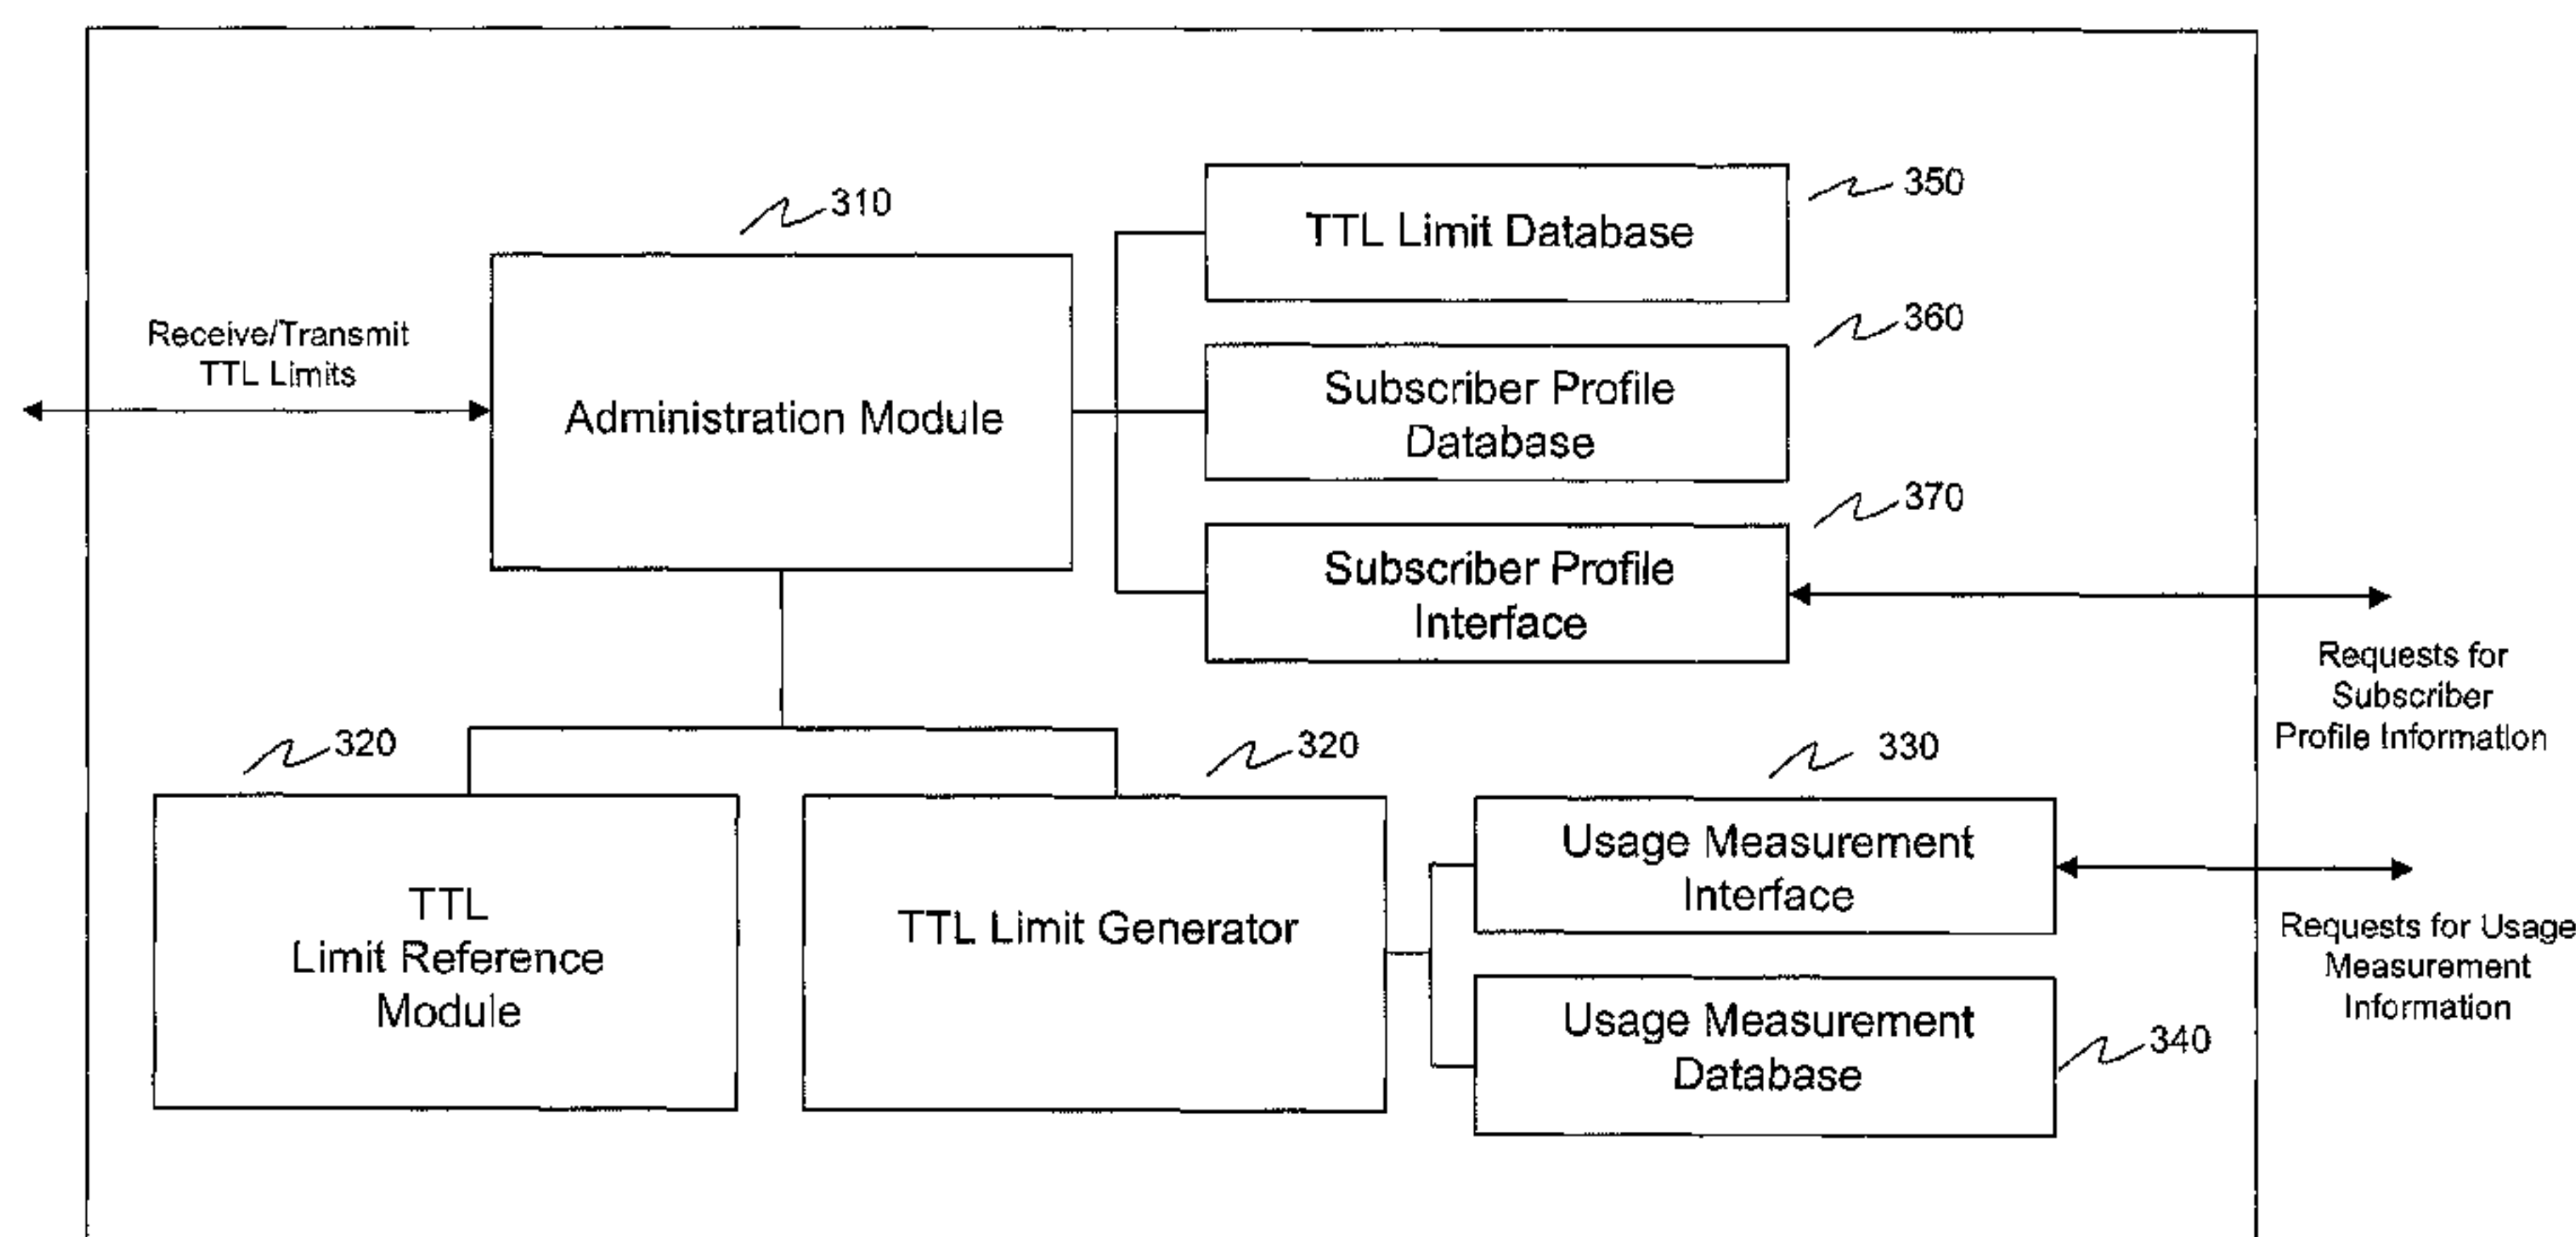 310
350
TTL Limit Database
360
Receive/Transmit
TTL Limits
Administration Module
Subscriber Profile
Database
370
Subscriber Profile
Interface
Requests for
Subscriber
Profile Information
320
320
330
TTL
Limit Reference
Module
TTL Limit Generator
Usage Measurement
Interface
Requests for Usage
Measurement
Information
Usage Measurement
Database
340